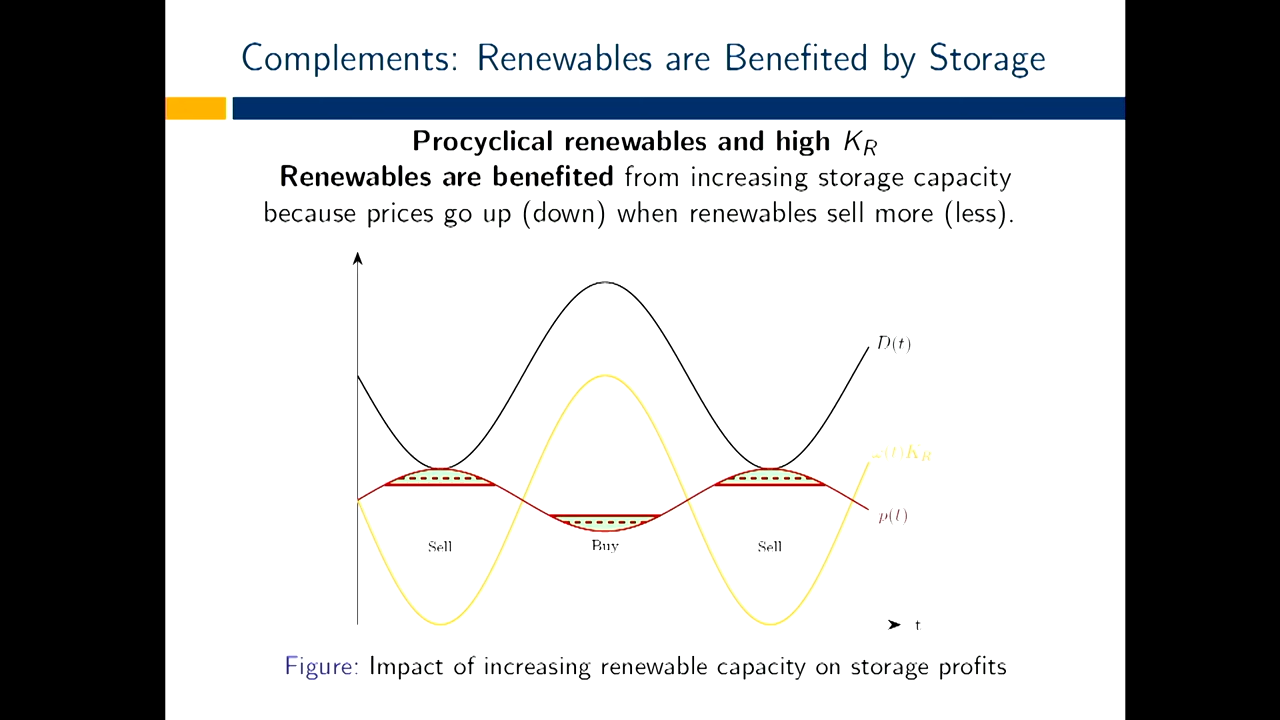 Complements: Renewables are Benefited by Storage
Procyclical renewables and high K_R
Renewables are benefited from increasing storage capacity
because prices go up (down) when renewables sell more (less).
D(t)
(t)K_R
p(t)
Sell
Buy
Sell
t
Figure: Impact of increasing renewable capacity on storage profits